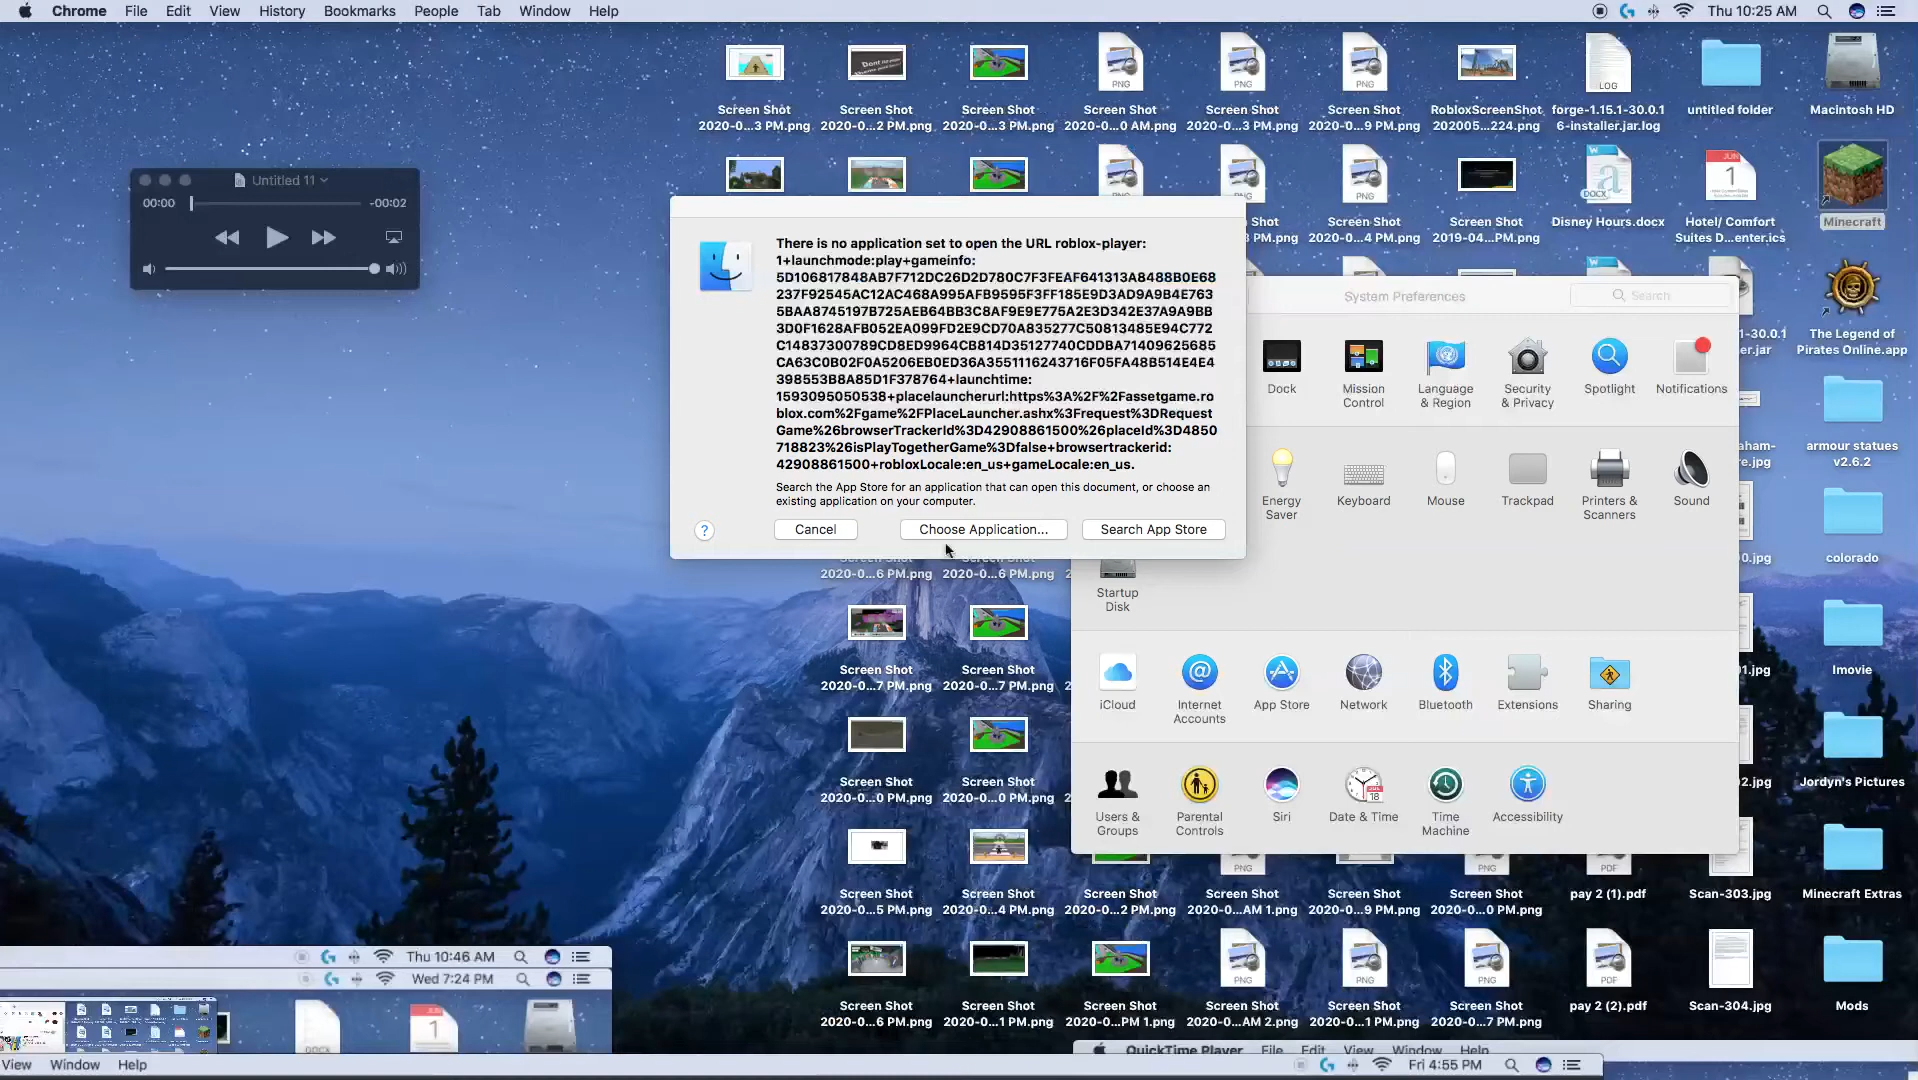 Chrome File Edit View History Bookmarks People Tab Window Help
Thu 10:25 AM
Screen Shot
2020-0...3 PM.png
Screen Shot
2020-0...2 PM.png
Screen Shot
2020-0...3 PM.png
Screen Shot
2020-0...0 AM.png
Screen Shot
2020-0...3 PM.png
Screen Shot
2020-0...9 PM.png
RobloxScreenShot
202005...224.png
forge-1.15.1-30.0.1
6-installer.jar.log
untitled folder
Macintosh HD
Untitled 11
00:00
-00:02
Screen Shot
2020-0...4 PM.png
Screen Shot
2019-04...PM.png
Disney Hours.docx
Hotel/ Comfort
Suites D...enter.ics
Minecraft
There is no application set to open the URL roblox-player:
1+launchmode:play+gameinfo:
5D106817848AB7F712DC26D2D780C7F3FEAF641313A8488B0E68
237F92545AC12AC468A995AFB9595F3FF185E9D3AD9A9B4E763
5BAA8745197B725AEB64BB3C8AF9E9E775A2E3D342E37A9A9BB
3D0F1628AFB052EA099FD2E9CD70A835277C50813485E94C772
C14837300789CD8ED9964CB814D35127740CDDBA71409625685
CA63C0B02F0A5206EB0ED36A3551116243716F05FA48B514E4E4
398553B8A85D1F378764+launchtime:
1593095050538+placelauncherurl:https%3A%2F%2Fassetgame.ro
blox.com%2Fgame%2FPlaceLauncher.ashx%3Frequest%3DRequest
Game%26browserTrackerId%3D42908861500%26placeId%3D4850
718823%26isPlayTogetherGame%3Dfalse+browsertrackerid:
42908861500+robloxLocale:en_us+gameLocale:en_us.
Search the App Store for an application that can open this document, or choose an
existing application on your computer.
? Cancel Choose Application... Search App Store
System Preferences
Search
Dock
Mission
Control
Language
& Region
Security
& Privacy
Spotlight
Notifications
Energy
Saver
Keyboard
Mouse
Trackpad
Printers &
Scanners
Sound
Startup
Disk
iCloud
Internet
Accounts
App Store
Network
Bluetooth
Extensions
Sharing
Users &
Groups
Parental
Controls
Siri
Date & Time
Time
Machine
Accessibility
The Legend of
Pirates Online.app
armour statues
v2.6.2
colorado
Imovie
Jordyn's Pictures
Minecraft Extras
Mods
2020-0...6 PM.png
2020-0...6 PM.png
Screen Shot
2020-0...7 PM.png
Screen Shot
2020-0...7 PM.png
Screen Shot
2020-0...0 PM.png
Screen Shot
2020-0...0 PM.png
Screen Shot
2020-0...5 PM.png
Screen Shot
2020-0...4 PM.png
Screen Shot
2020-0...2 PM.png
Screen Shot
2020-0...AM 1.png
Screen Shot
2020-0...9 PM.png
Screen Shot
2020-0...0 PM.png
pay 2 (1).pdf
Scan-303.jpg
Screen Shot
2020-0...6 PM.png
Screen Shot
2020-0...1 PM.png
Screen Shot
2020-0...PM 1.png
Screen Shot
2020-0...AM 2.png
Screen Shot
2020-0...1 PM.png
Screen Shot
2020-0...7 PM.png
pay 2 (2).pdf
Scan-304.jpg
Thu 10:46 AM
Wed 7:24 PM
View Window Help
QuickTime Player File Edit View Window Help
Fri 4:55 PM